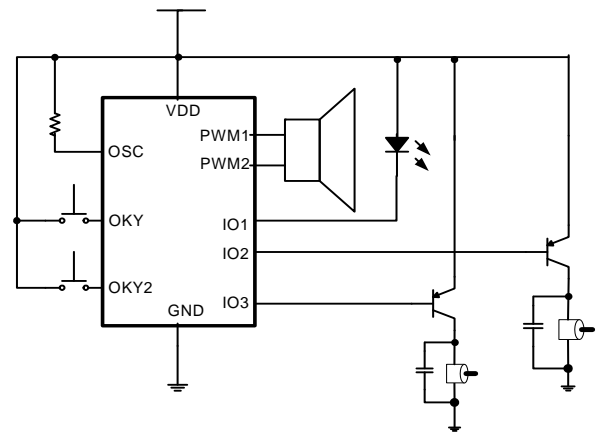 VDD
PWM1
OSC
PWM2
OKY
IO1
IO2
OKY2
GND
IO3